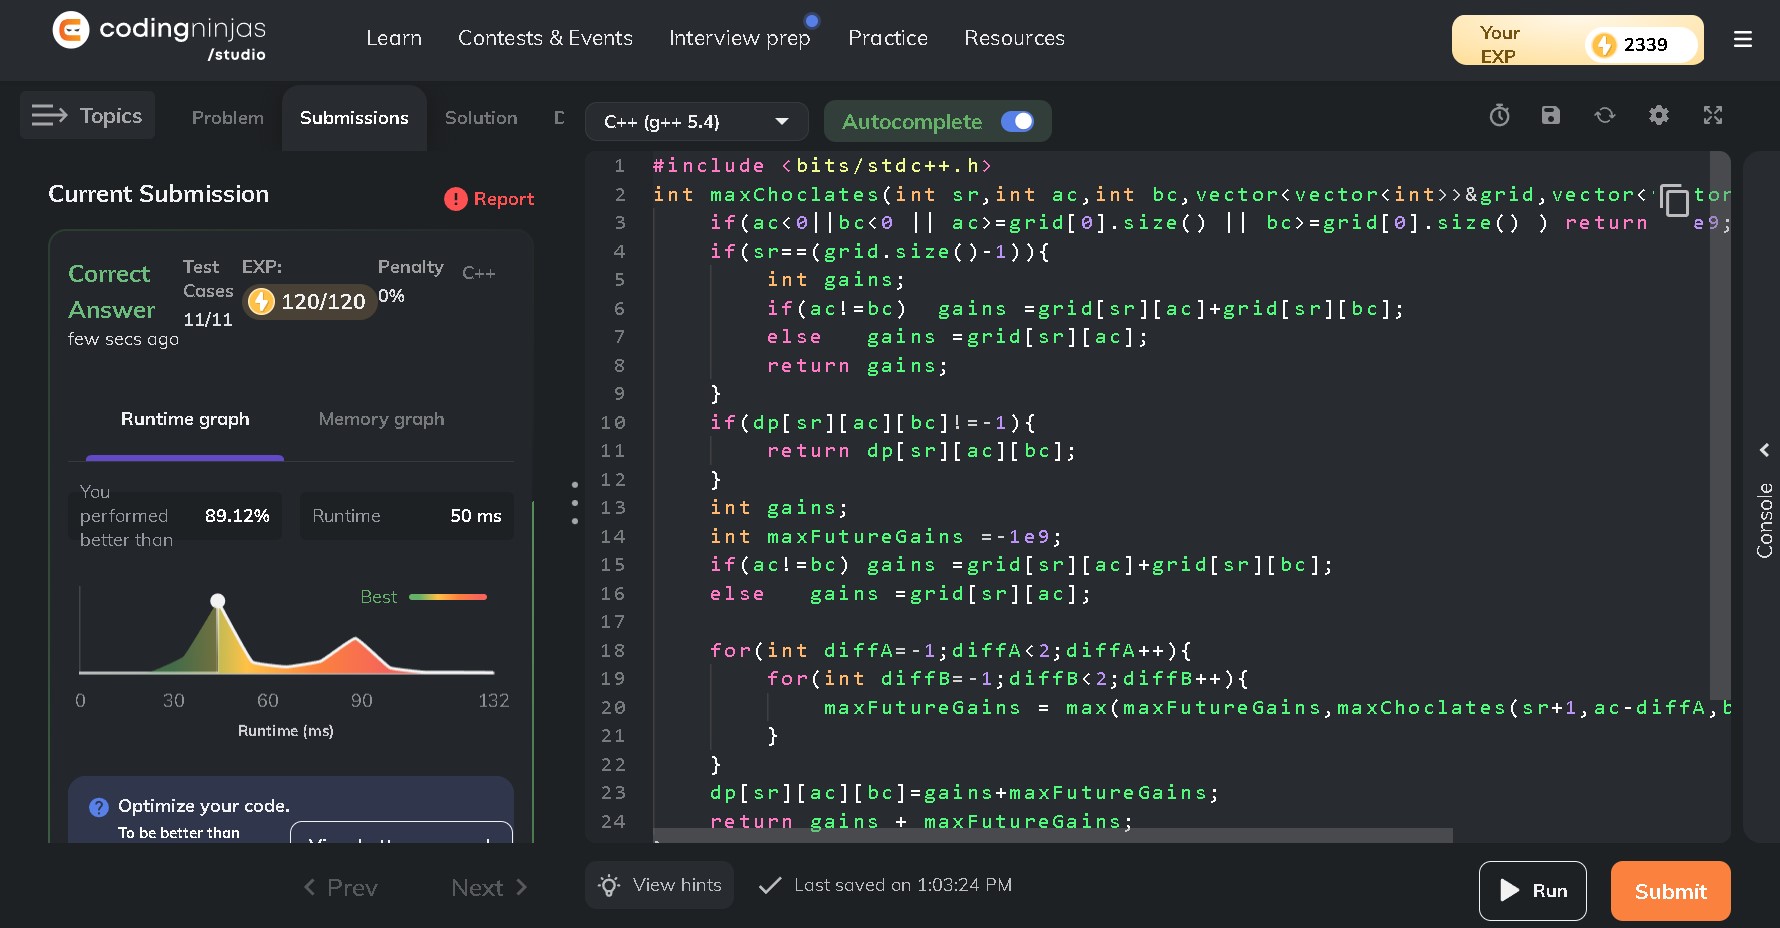 codingninjas
/studio
Learn
Contests & Events
Interview prep
Practice
Resources
Your EXP
2339
Topics
Problem
Submissions
Solution
D
C++ (g++ 5.4)
Autocomplete
Current Submission
Report
Correct Answer
few secs ago
Test Cases
11/11
EXP:
120/120
Penalty
0%
C++
Runtime graph
Memory graph
You performed better than
89.12%
Runtime
50 ms
Best
0 30 60 90 132
Runtime (ms)
Optimize your code.
To be better than
Prev
Next
1 #include <bits/stdc++.h>
2 int maxChoclates(int sr,int ac,int bc,vector<vector<int>>&grid,vector<
3 if(ac<0||bc<0 || ac>=grid[0].size() || bc>=grid[0].size() ) return e9;
4 if(sr==(grid.size()-1)){
5 int gains;
6 if(ac!=bc) gains =grid[sr][ac]+grid[sr][bc];
7 else gains =grid[sr][ac];
8 return gains;
9 }
10 if(dp[sr][ac][bc]!=-1){
11 return dp[sr][ac][bc];
12 }
13 int gains;
14 int maxFutureGains =-1e9;
15 if(ac!=bc) gains =grid[sr][ac]+grid[sr][bc];
16 else gains =grid[sr][ac];
17
18 for(int diffA=-1;diffA<2;diffA++){
19 for(int diffB=-1;diffB<2;diffB++){
20 maxFutureGains = max(maxFutureGains,maxChoclates(sr+1,ac-diffA,b
21 }
22 }
23 dp[sr][ac][bc]=gains+maxFutureGains;
24 return gains + maxFutureGains;
Console
View hints
Last saved on 1:03:24 PM
Run
Submit